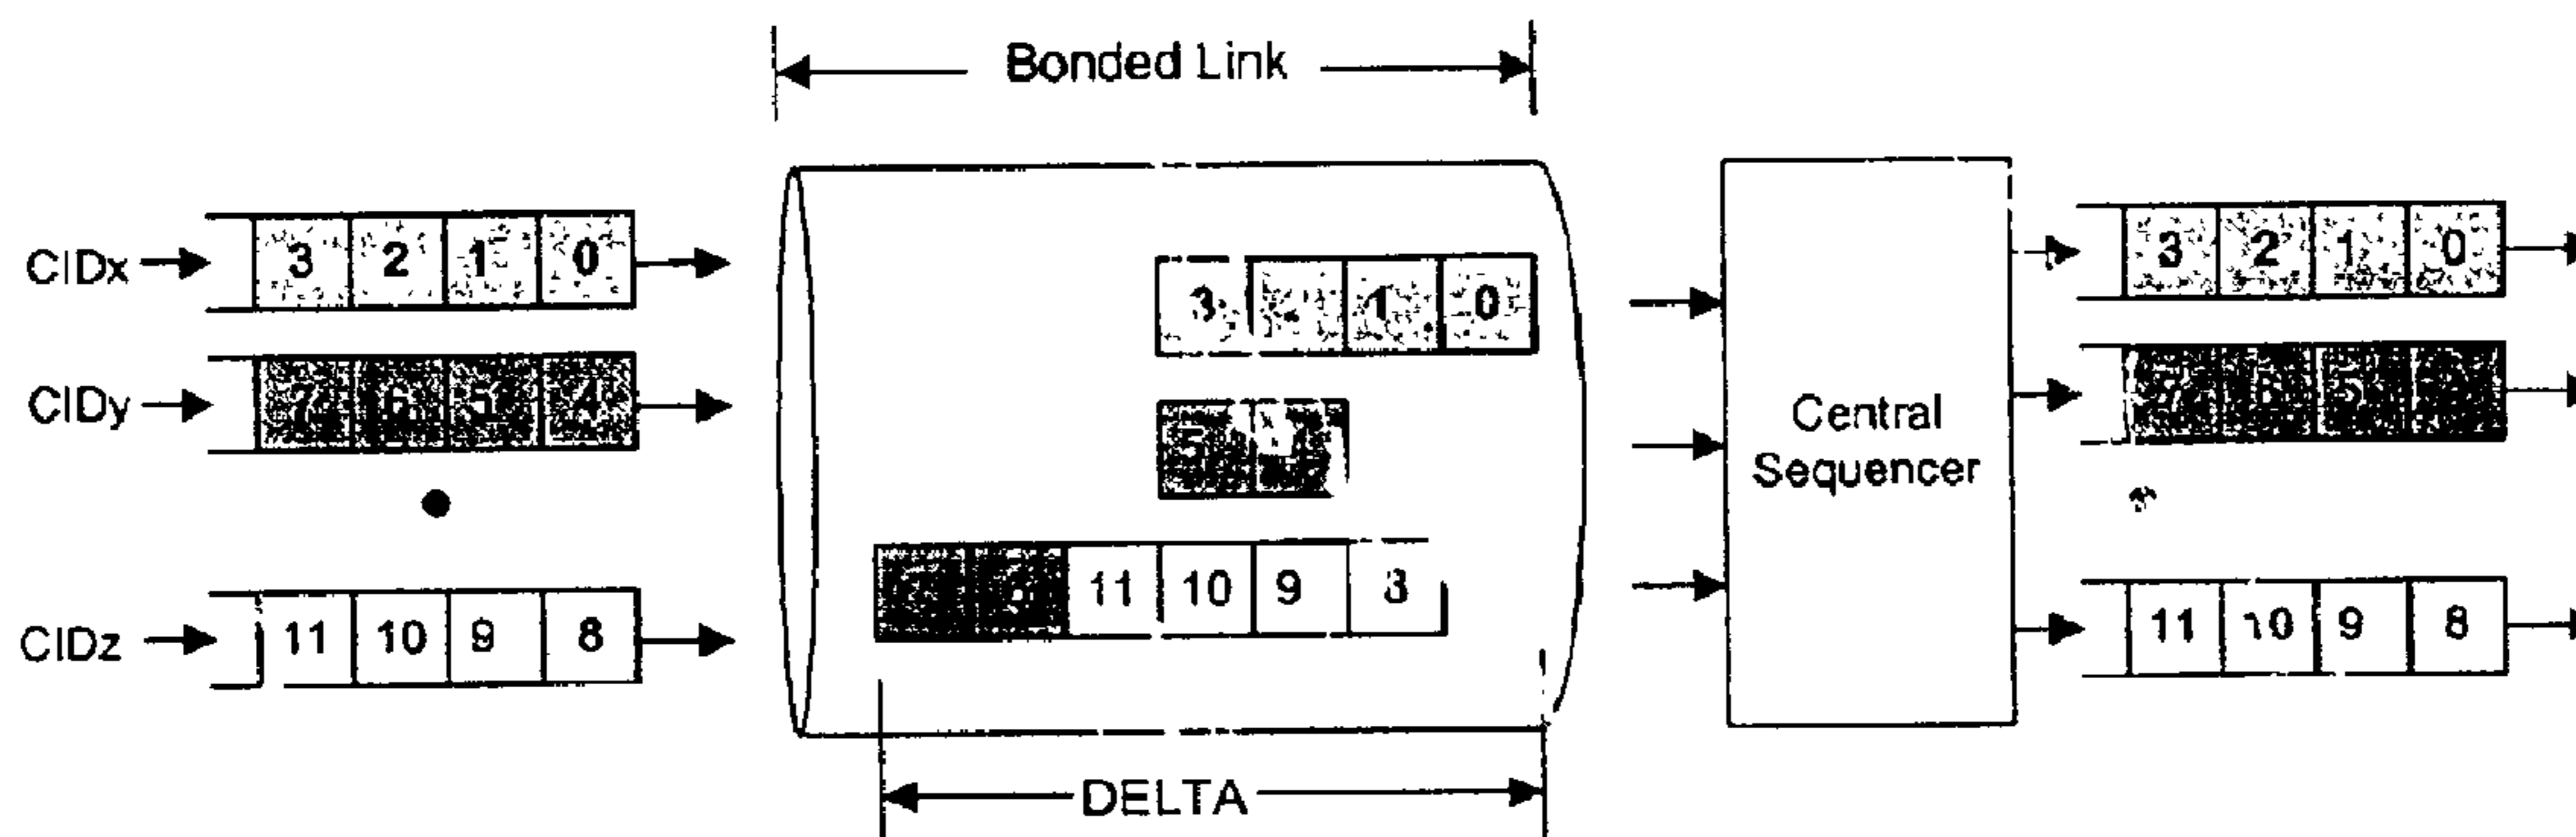 Bonded Link
CIDx 3 2 1 0
3 2 1 0
3 1 0
CIDy 7 6 5 4
Central
Sequencer
7 6 5
5
11 10 9 8
CIDz 11 10 9 8
11 10 9 8
DELTA